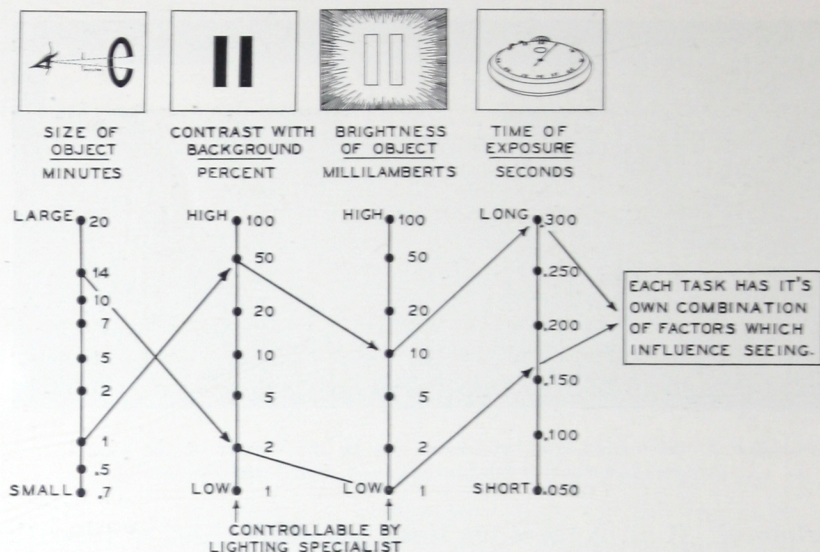 SIZE OF
OBJECT
MINUTES
CONTRAST WITH
BACKGROUND
PERCENT
BRIGHTNESS
OF OBJECT
MILLILAMBERTS
TIME OF
EXPOSURE
SECONDS
LARGE 20
14
10
7
5
2
1
.5
SMALL .7
HIGH 100
50
20
10
5
2
LOW 1
HIGH 100
50
20
10
5
2
LOW 1
LONG .300
.250
.200
.150
.100
SHORT .050
EACH TASK HAS IT'S
OWN COMBINATION
OF FACTORS WHICH
INFLUENCE SEEING.
CONTROLLABLE BY
LIGHTING SPECIALIST